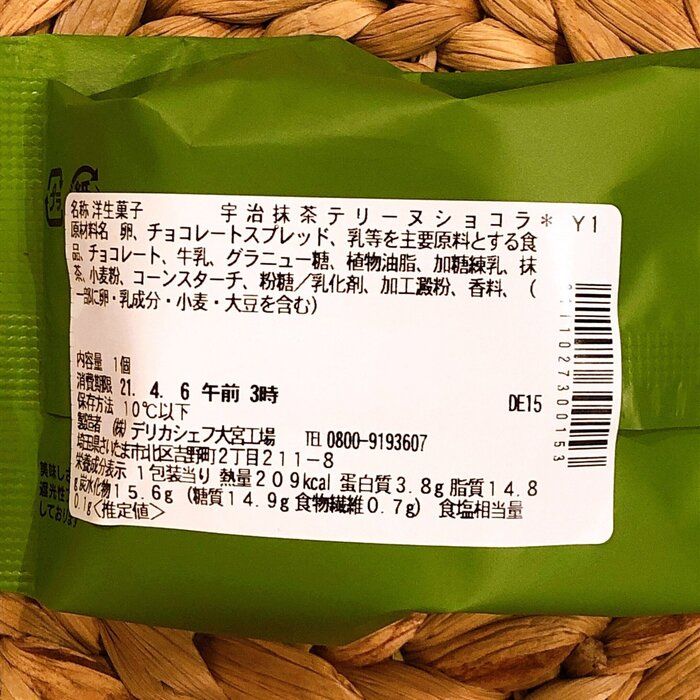 名称 洋生菓子 宇治抹茶テリーヌショコラ* Y1
原材料名 卵、チョコレートスプレッド、乳等を主要原料とする食
品、チョコレート、牛乳、グラニュー糖、植物油脂、加糖練乳、抹
茶、小麦粉、コーンスターチ、粉糖/乳化剤、加工澱粉、香料、(
一部に卵・乳成分・小麦・大豆を含む)
内容量 1個
消費期限 21. 4. 6 午前 3時
DE15
保存方法 10℃以下
製造者 (株)デリカシェフ大宮工場 TEL 0800-9193607
埼玉県さいたま市北区吉野町2丁目211-8
栄養成分表示 1包装当り 熱量209kcal 蛋白質3.8g 脂質14.8
g 炭水化物15.6g (糖質14.9g 食物繊維0.7g) 食塩相当量
0.1g<推定値>
美味しさ
遮光性
しており